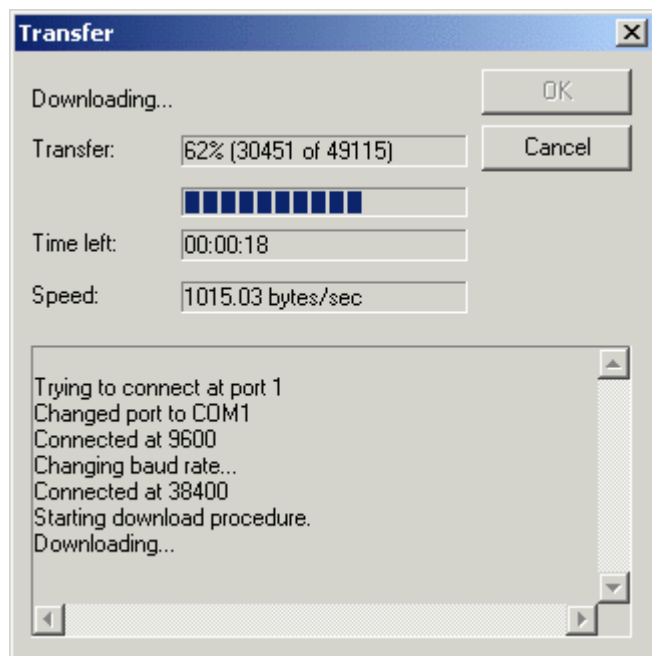 Transfer
Downloading...
OK
Transfer:
62% (30451 of 49115)
Cancel
Time left:
00:00:18
Speed:
1015.03 bytes/sec
Trying to connect at port 1
Changed port to COM1
Connected at 9600
Changing baud rate...
Connected at 38400
Starting download procedure.
Downloading...